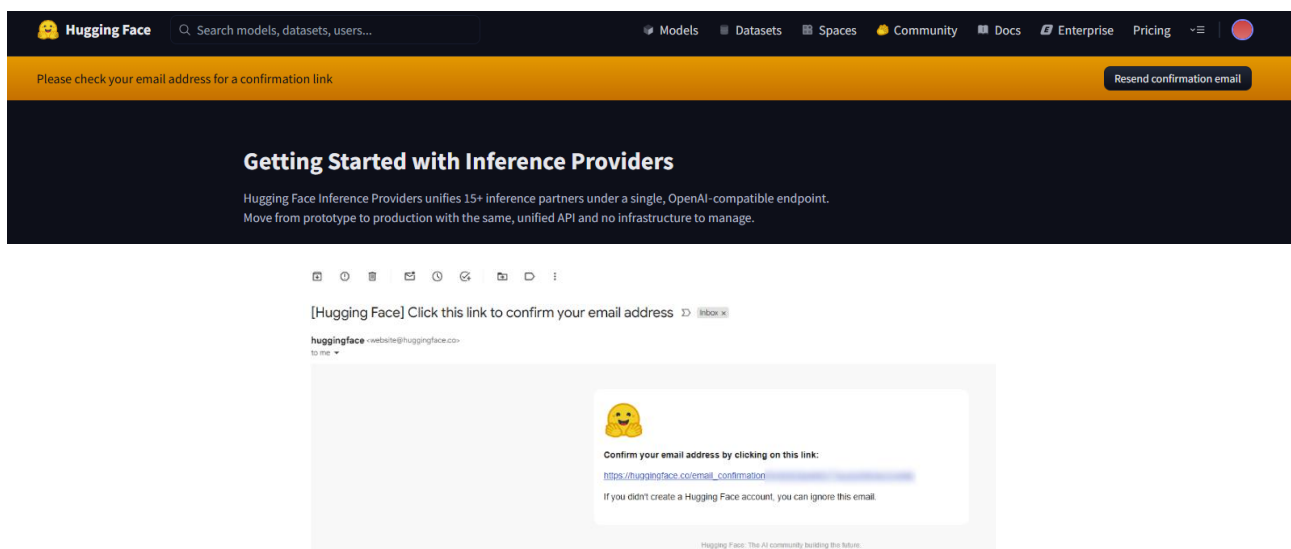 Hugging Face Search models, datasets, users... Models Datasets Spaces Community Docs Enterprise Pricing
Please check your email address for a confirmation link Resend confirmation email
Getting Started with Inference Providers
Hugging Face Inference Providers unifies 15+ inference partners under a single, OpenAI-compatible endpoint.
Move from prototype to production with the same, unified API and no infrastructure to manage.
[Hugging Face] Click this link to confirm your email address Inbox x
huggingface <website@huggingface.co>
to me
Confirm your email address by clicking on this link:
https://huggingface.co/email_confirmation
If you didn't create a Hugging Face account, you can ignore this email.
Hugging Face: The AI community building the future.